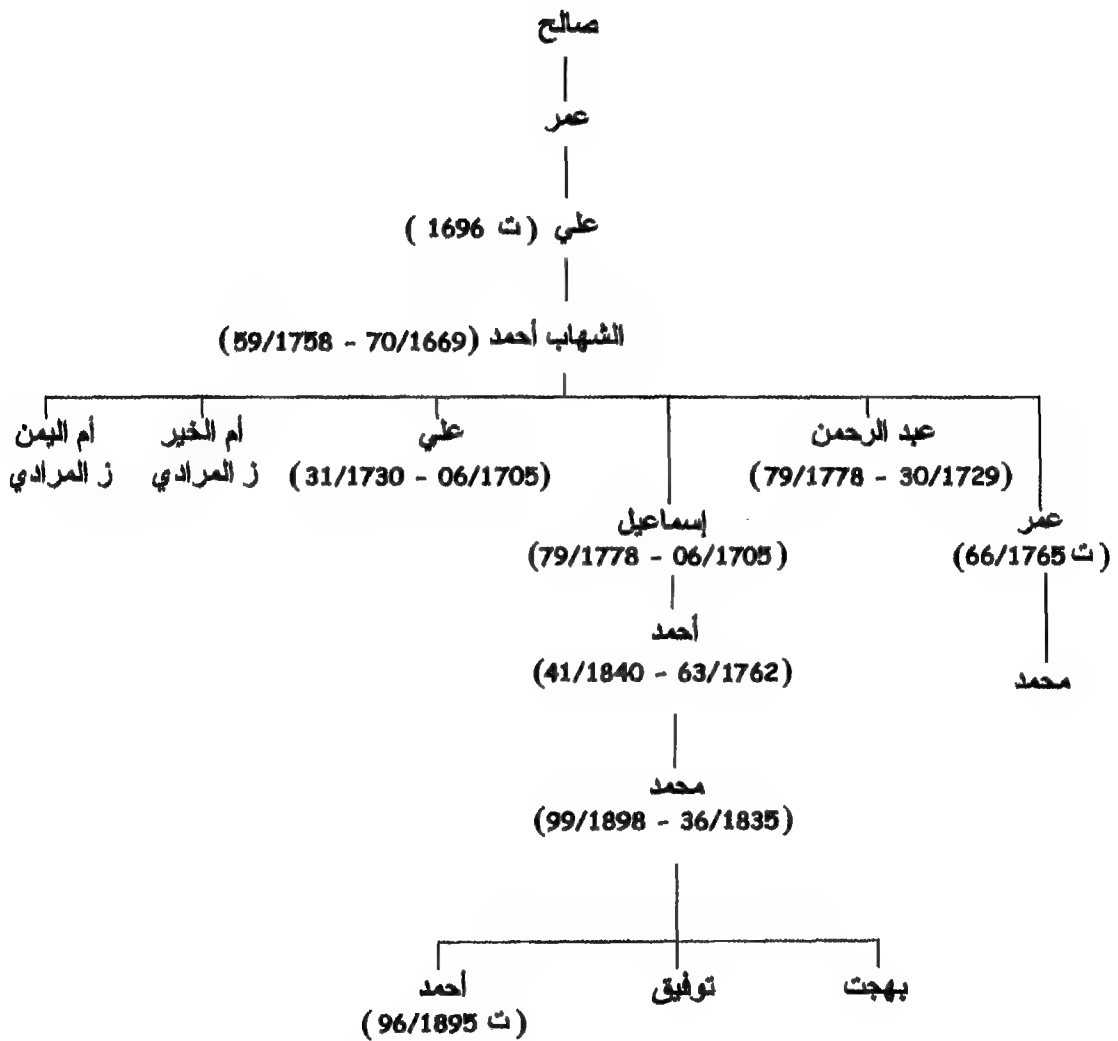 صالح
عمر
علي (ت 1696 )
الشهاب أحمد (70/1669 - 59/1758)
عبد الرحمن
(30/1729 - 79/1778)
علي
(06/1705 - 31/1730)
أم الخير
ز المرادي
أم اليمن
ز المرادي
عمر
(ت 66/1765)
إسماعيل
(06/1705 - 79/1778)
أحمد
(63/1762 - 41/1840)
محمد
محمد
(36/1835 - 99/1898)
بهجت
توفيق
أحمد
(ت 96/1895)